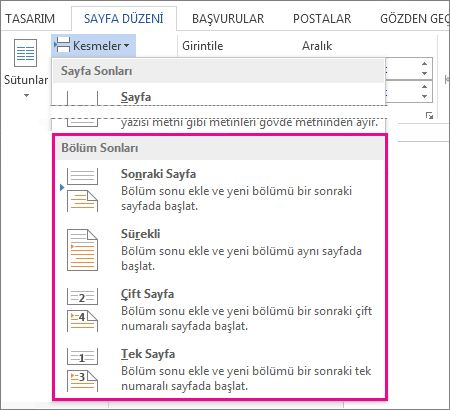 TASARIM SAYFA DÜZENİ BAŞVURULAR POSTALAR GÖZDEN GEÇ
Kesmeler Girintile Aralık
Sütunlar
Sayfa Sonları
Sayfa
yazısı metni gibi metinleri gövde metninden ayır.
Bölüm Sonları
Sonraki Sayfa
Bölüm sonu ekle ve yeni bölümü bir sonraki
sayfada başlat.
Sürekli
Bölüm sonu ekle ve yeni bölümü aynı sayfada
başlat.
2
4
Çift Sayfa
Bölüm sonu ekle ve yeni bölümü bir sonraki çift
numaralı sayfada başlat.
1
3
Tek Sayfa
Bölüm sonu ekle ve yeni bölümü bir sonraki tek
numaralı sayfada başlat.